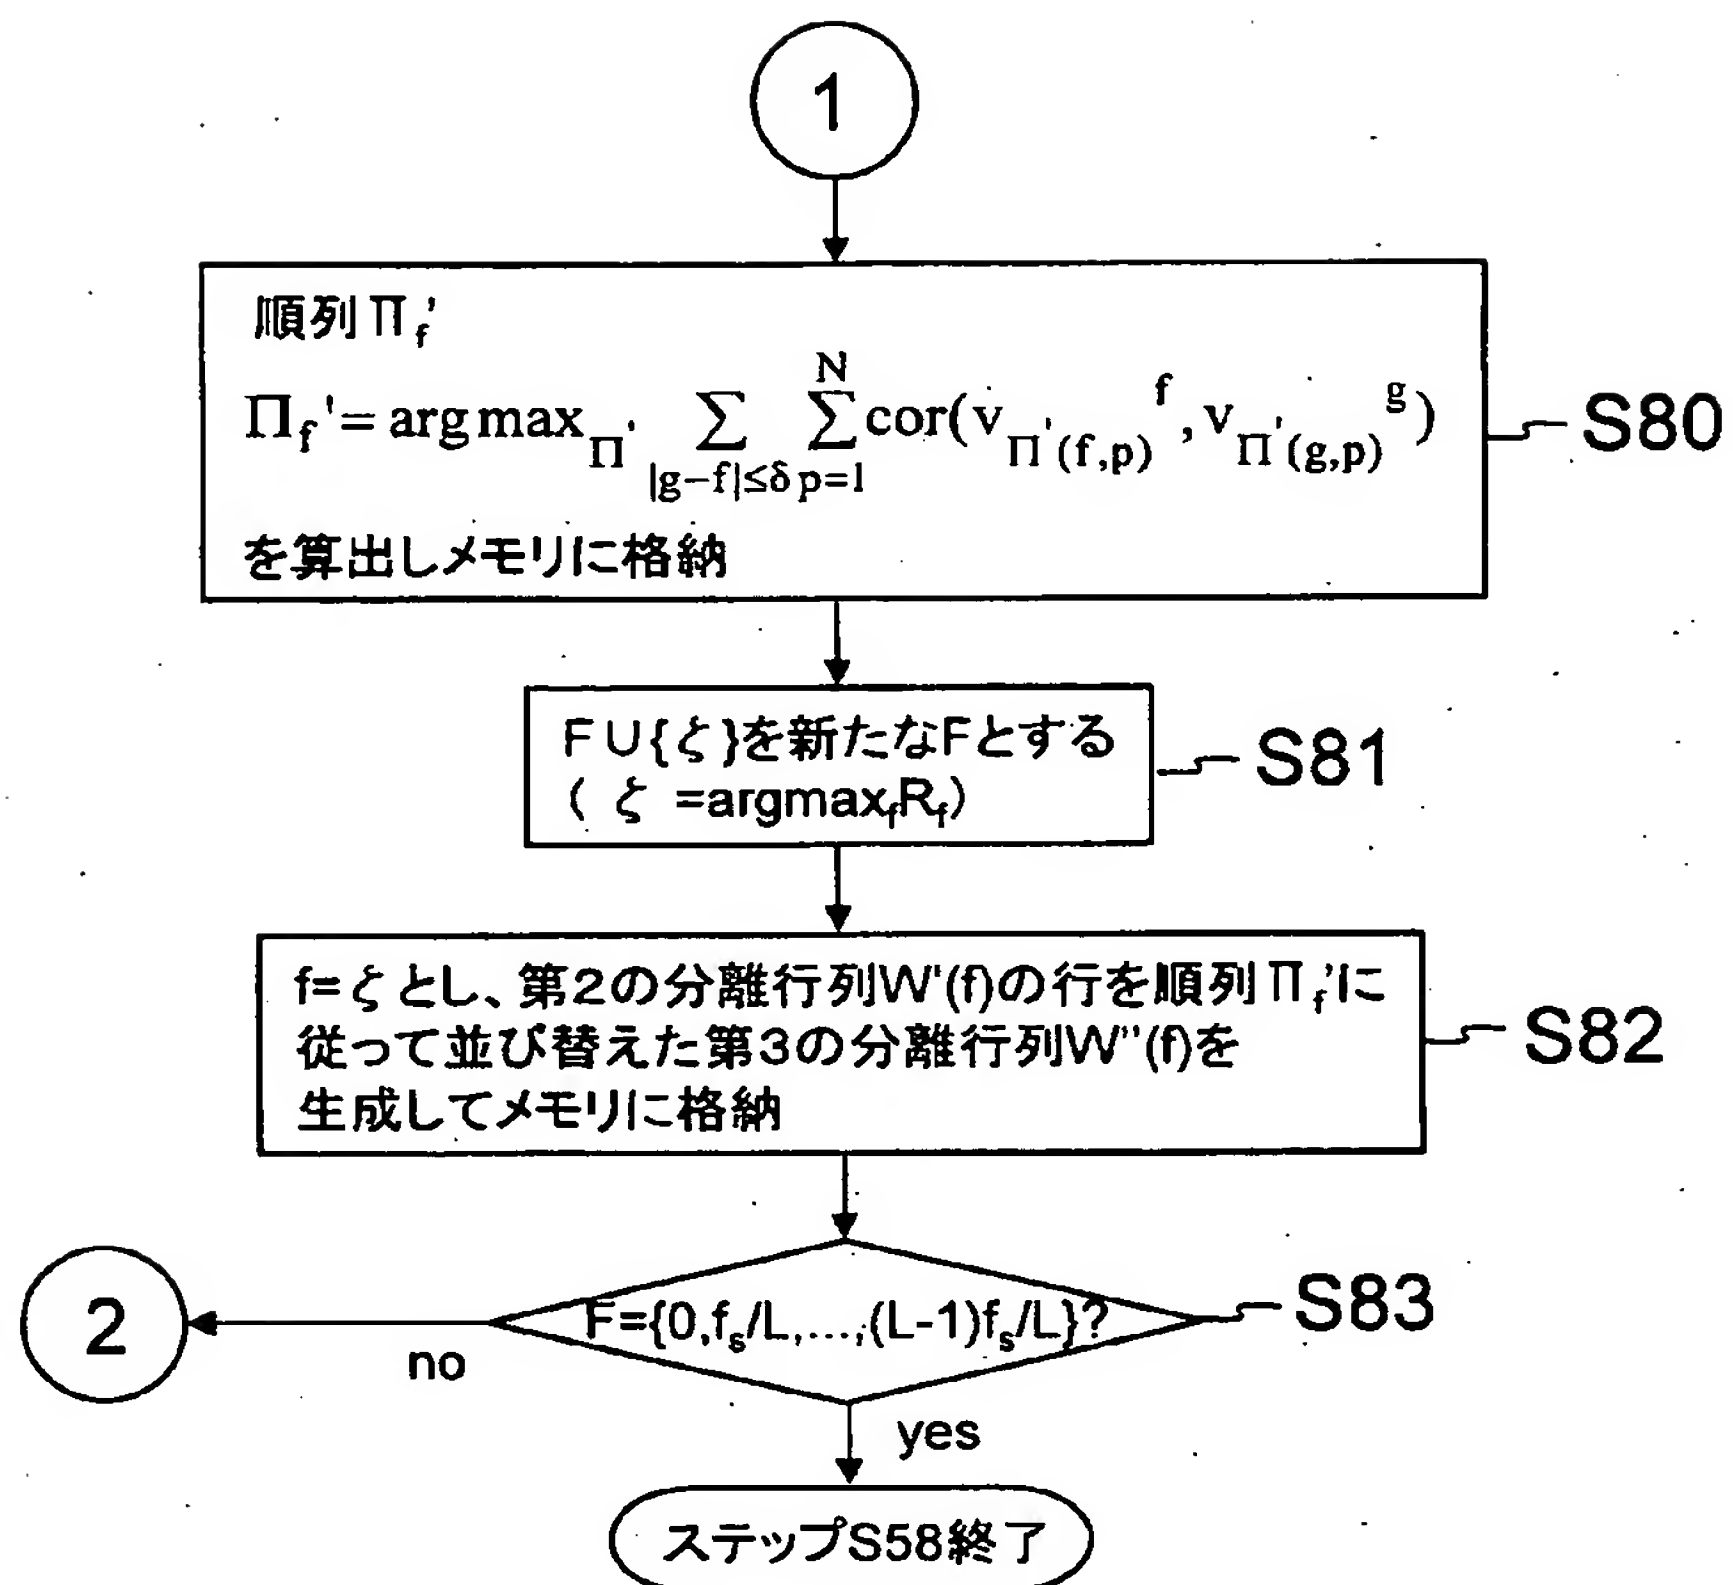 1
順列Π_f'
Π_f'=arg max_Π' Σ_{|g−f|≤δ} Σ_{p=1}^{N} cor(v_{Π'(f,p)}^f, v_{Π'(g,p)}^g)
を算出しメモリに格納
S80
F∪{ζ}を新たなFとする
(ζ=argmax_fR_f)
S81
f=ζとし、第2の分離行列W'(f)の行を順列Π_f'に
従って並び替えた第3の分離行列W''(f)を
生成してメモリに格納
S82
F={0,f_s/L,...,(L-1)f_s/L}?
S83
2
no
yes
ステップS58終了